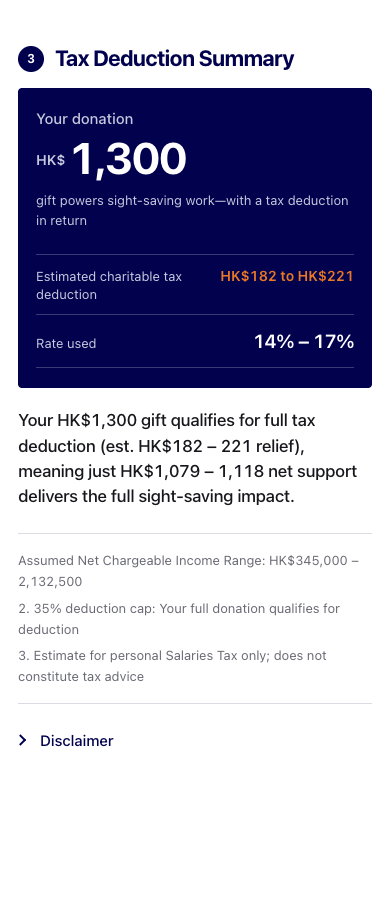 3 Tax Deduction Summary
Your donation
HK$ 1,300
gift powers sight-saving work—with a tax deduction
in return
Estimated charitable tax
deduction
HK$182 to HK$221
Rate used
14% – 17%
Your HK$1,300 gift qualifies for full tax
deduction (est. HK$182 – 221 relief),
meaning just HK$1,079 – 1,118 net support
delivers the full sight-saving impact.
Assumed Net Chargeable Income Range: HK$345,000 –
2,132,500
2. 35% deduction cap: Your full donation qualifies for
deduction
3. Estimate for personal Salaries Tax only; does not
constitute tax advice
Disclaimer